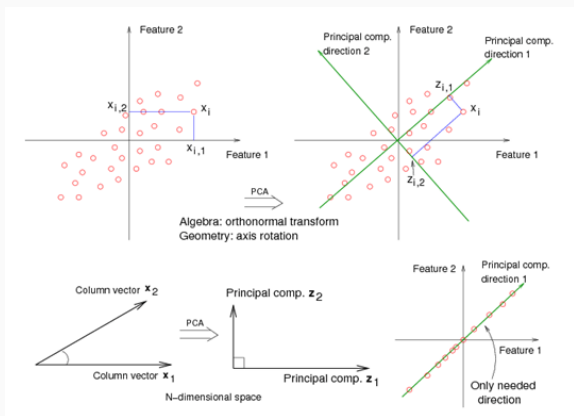 Feature 2
x_{i,2}
x_i
x_{i,1}
Feature 1
Principal comp.
direction 2
Feature 2
Principal comp.
direction 1
z_{i,1}
x_i
Feature 1
z_{i,2}
PCA
Algebra: orthonormal transform
Geometry: axis rotation
Column vector x_2
Column vector x_1
PCA
Principal comp. z_2
Principal comp. z_1
N-dimensional space
Feature 2
Principal comp.
direction 1
Feature 1
Only needed
direction